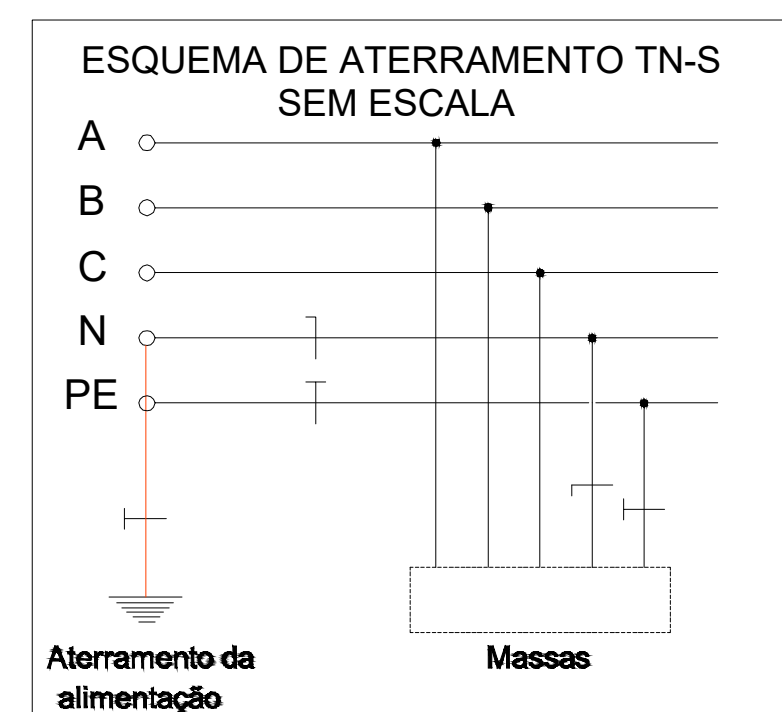 ESQUEMA DE ATERRAMENTO TN-S
SEM ESCALA
A
B
C
N
PE
Aterramento da
alimentação
Massas